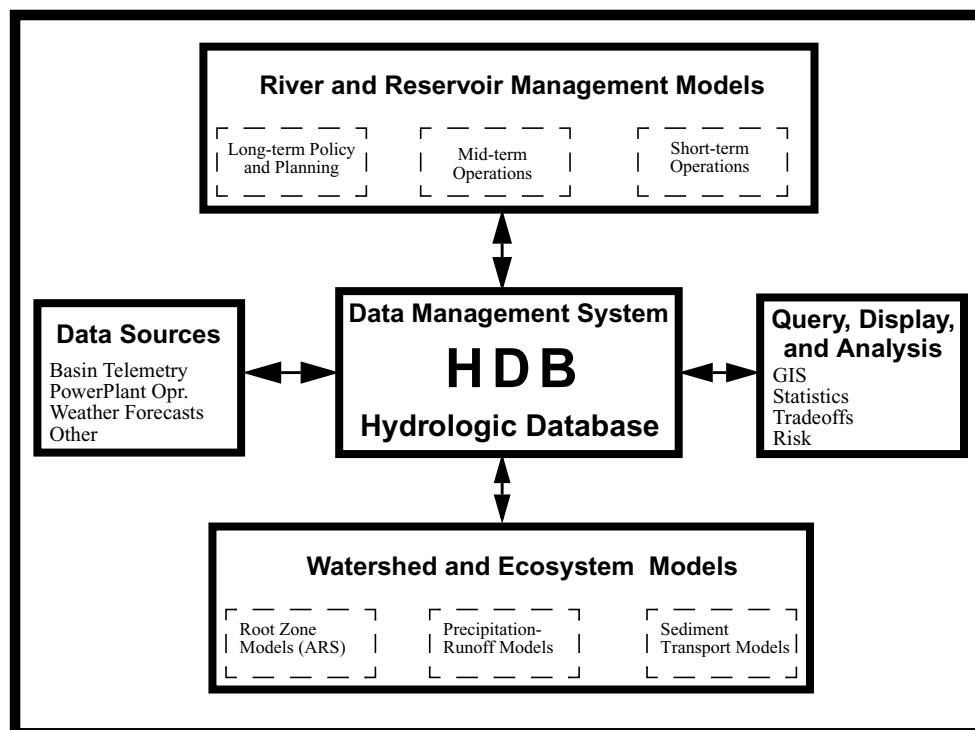 River and Reservoir Management Models
Long-term Policy
and Planning
Mid-term
Operations
Short-term
Operations
Data Sources
Basin Telemetry
PowerPlant Opr.
Weather Forecasts
Other
Data Management System
HDB
Hydrologic Database
Query, Display,
and Analysis
GIS
Statistics
Tradeoffs
Risk
Watershed and Ecosystem Models
Root Zone
Models (ARS)
Precipitation-
Runoff Models
Sediment
Transport Models